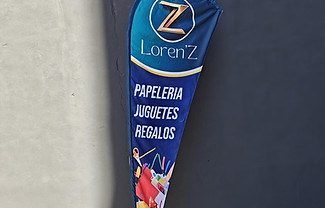 Z
Loren'Z
PAPELERIA
JUGUETES
REGALOS